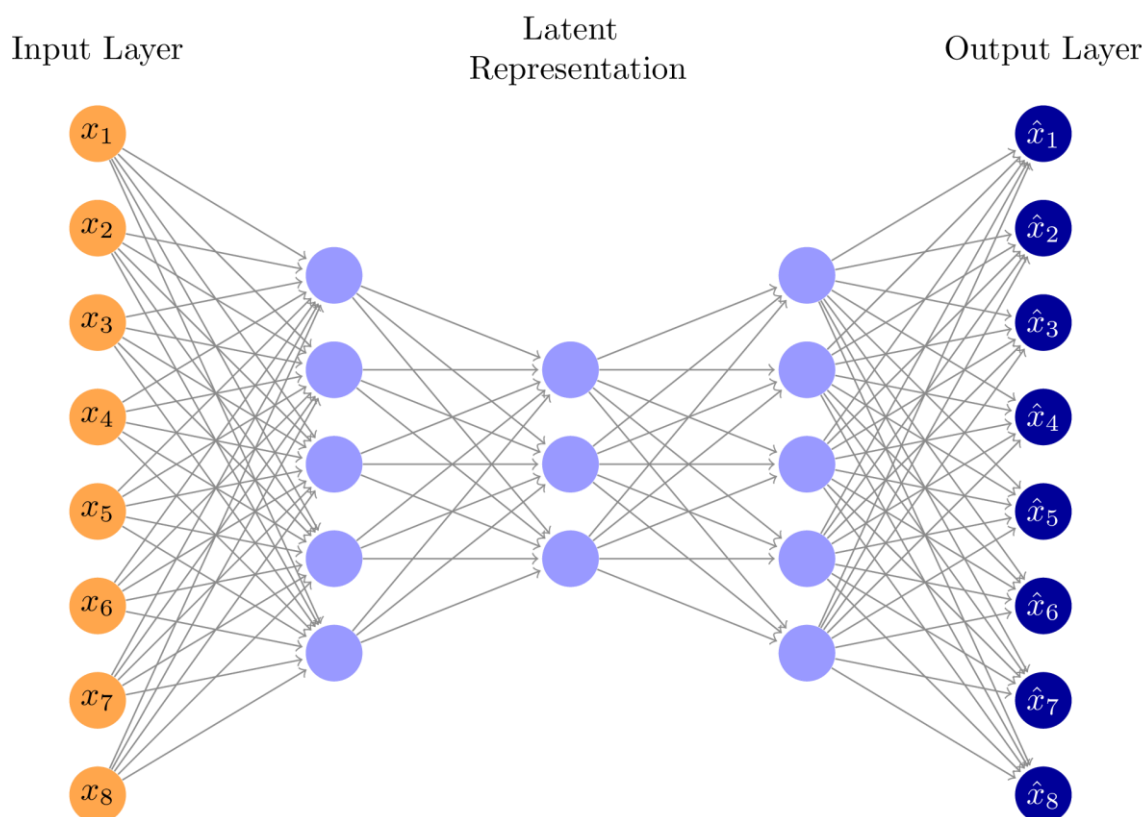 Input Layer
Latent
Representation
Output Layer
x₁
x₂
x₃
x₄
x₅
x₆
x₇
x₈
x̂₁
x̂₂
x̂₃
x̂₄
x̂₅
x̂₆
x̂₇
x̂₈